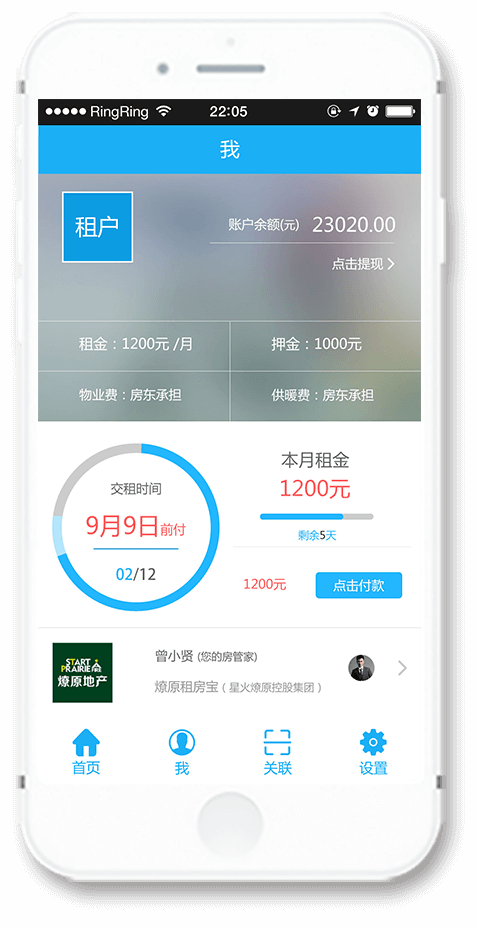 RingRing 22:05
我
租户
账户余额(元) 23020.00
点击提现
租金：1200元 /月 押金：1000元
物业费：房东承担 供暖费：房东承担
交租时间
9月9日前付
02/12
本月租金
1200元
剩余5天
1200元 点击付款
START
PRAIRIE
燎原地产
曾小贤 (您的房管家)
燎原租房宝 ( 星火燎原控股集团 )
首页 我 关联 设置